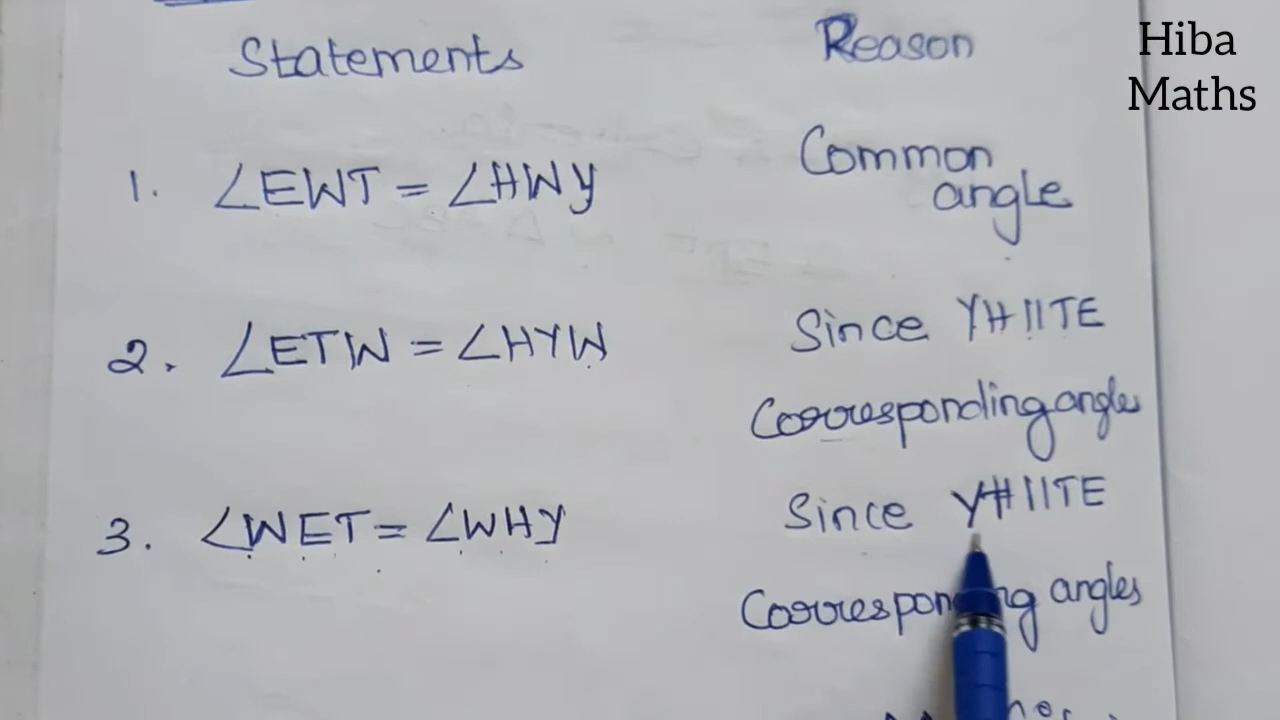 Statements Reason
Hiba
Maths
1. ∠EWT = ∠HWY Common
angle
2. ∠ETW = ∠HYW Since YH||TE
Corresponding angles
3. ∠WET = ∠WHY Since YH||TE
Corresponding angles